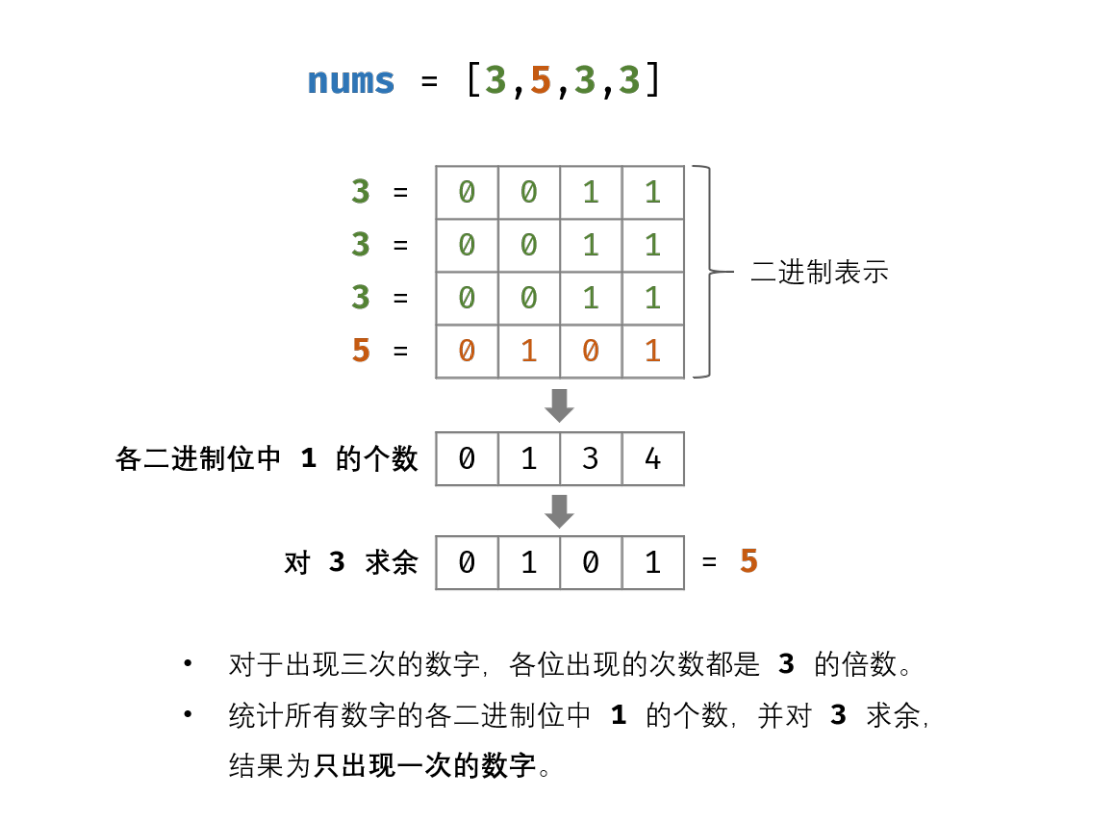 nums = [3,5,3,3]
3 = 0 0 1 1
3 = 0 0 1 1
3 = 0 0 1 1
5 = 0 1 0 1
二进制表示
各二进制位中 1 的个数 0 1 3 4
对 3 求余 0 1 0 1 = 5
• 对于出现三次的数字，各位出现的次数都是 3 的倍数。
• 统计所有数字的各二进制位中 1 的个数，并对 3 求余，
结果为只出现一次的数字。